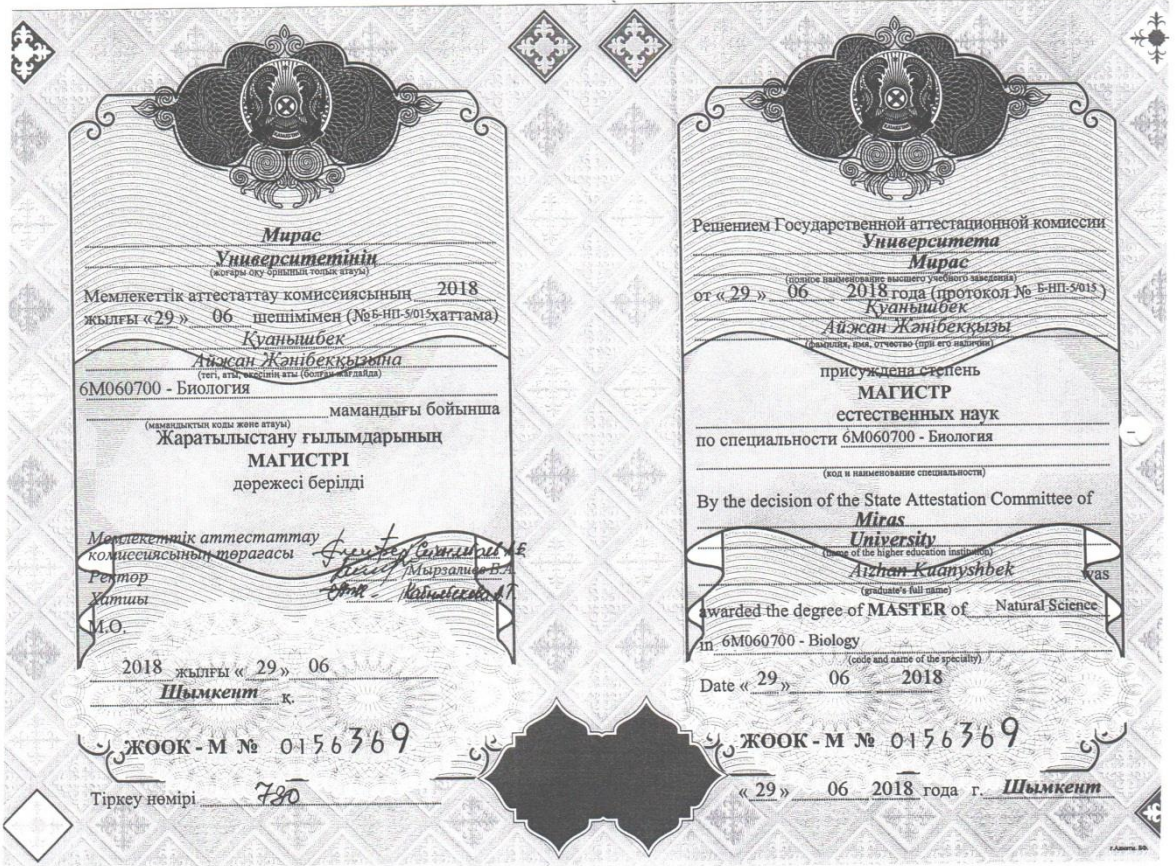 Мирас
Университетінің
(жоғары оқу орнының толық атауы)
Мемлекеттік аттестаттау комиссиясының 2018
жылғы «29» 06 шешімімен (№Б-НП-5/015хаттама)
Қуанышбек
Айжан Жәнібекқызына
(тегі, аты, әкесінің аты (болған жағдайда)
6М060700 - Биология
мамандығы бойынша
(мамандықтың коды және атауы)
Жаратылыстану ғылымдарының
МАГИСТРІ
дәрежесі берілді
Мемлекеттік аттестаттау
комиссиясының төрағасы
Ректор Мырзалиев В.А.
Хатшы
М.О.
2018 жылғы «29» 06
Шымкент қ.
ЖООК - М № 0156369
Тіркеу нөмірі 780
Решением Государственной аттестационной комиссии
Университета
Мирас
(полное наименование высшего учебного заведения)
от «29» 06 2018 года (протокол № Б-НП-5/015)
Қуанышбек
Айжан Жәнібекқызы
(фамилия, имя, отчество (при его наличии)
присуждена степень
МАГИСТР
естественных наук
по специальности 6М060700 - Биология
(код и наименование специальности)
By the decision of the State Attestation Committee of
Miras
University
(name of the higher education institution)
Aizhan Kuanyshbek was
(graduate's full name)
awarded the degree of MASTER of Natural Science
in 6M060700 - Biology
(code and name of the specialty)
Date «29» 06 2018
ЖООК - М № 0156369
«29» 06 2018 года г. Шымкент